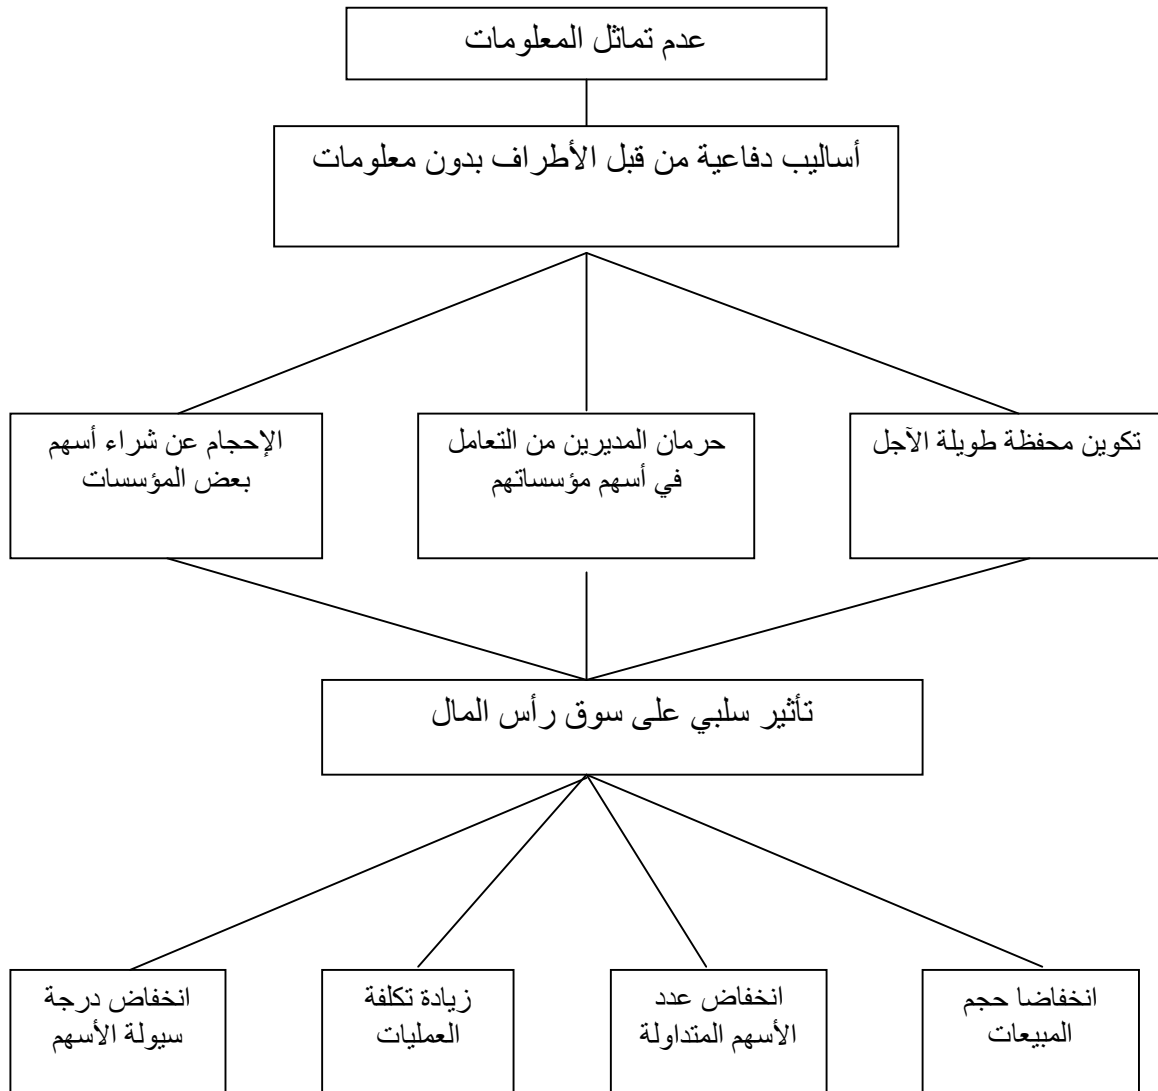 عدم تماثل المعلومات
أساليب دفاعية من قبل الأطراف بدون معلومات
تكوين محفظة طويلة الآجل
حرمان المديرين من التعامل
في أسهم مؤسساتهم
الإحجام عن شراء أسهم
بعض المؤسسات
تأثير سلبي على سوق رأس المال
انخفاضا حجم
المبيعات
انخفاض عدد
الأسهم المتداولة
زيادة تكلفة
العمليات
انخفاض درجة
سيولة الأسهم